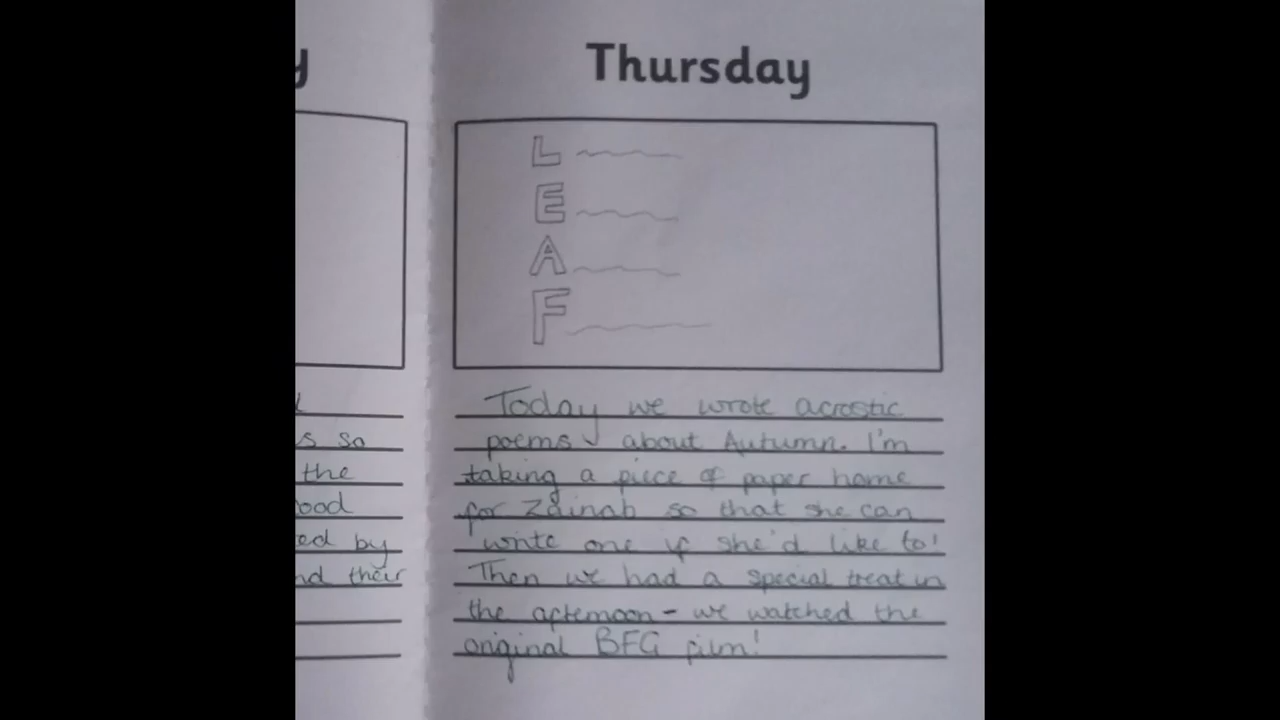 y
Thursday
L
E
A
F
s so
the
ood
ed by
nd their
Today we wrote acrostic
poems about Autumn. I'm
taking a piece of paper home
for Zainab so that she can
write one if she'd like to!
Then we had a special treat in
the afternoon - we watched the
original BFG film!